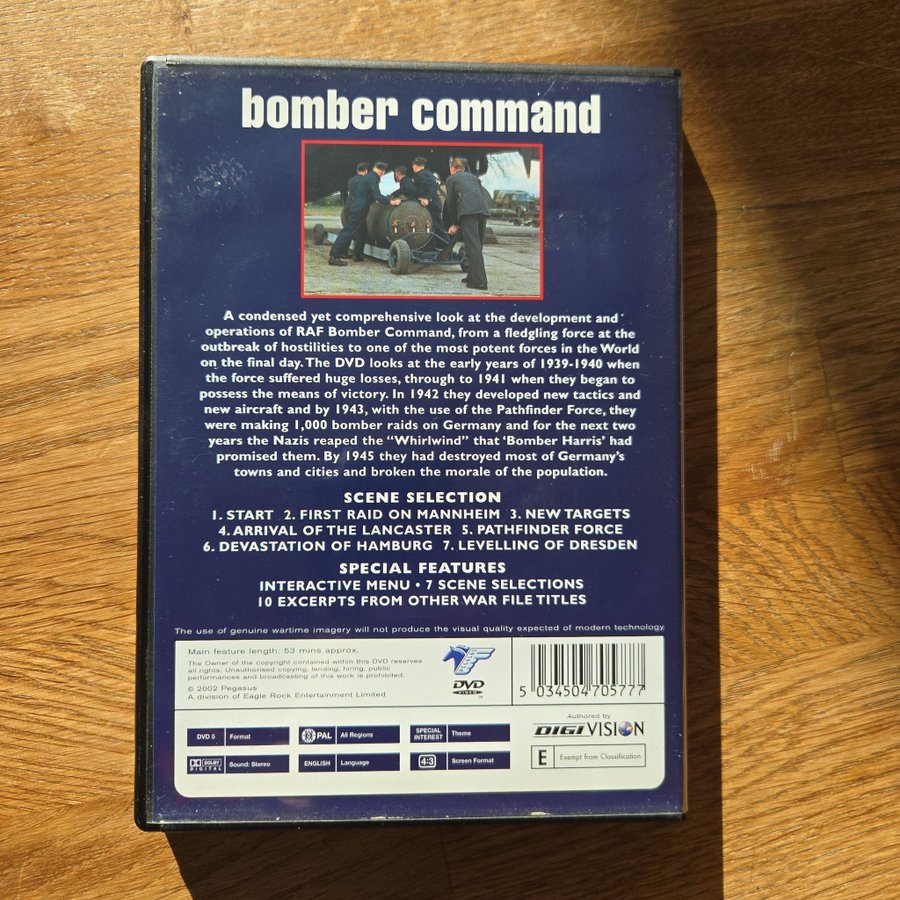 bomber command
A condensed yet comprehensive look at the development and
operations of RAF Bomber Command, from a fledgling force at the
outbreak of hostilities to one of the most potent forces in the World
on the final day. The DVD looks at the early years of 1939-1940 when
the force suffered huge losses, through to 1941 when they began to
possess the means of victory. In 1942 they developed new tactics and
new aircraft and by 1943, with the use of the Pathfinder Force, they
were making 1,000 bomber raids on Germany and for the next two
years the Nazis reaped the “Whirlwind” that ‘Bomber Harris’ had
promised them. By 1945 they had destroyed most of Germany’s
towns and cities and broken the morale of the population.
SCENE SELECTION
1. START 2. FIRST RAID ON MANNHEIM 3. NEW TARGETS
4. ARRIVAL OF THE LANCASTER 5. PATHFINDER FORCE
6. DEVASTATION OF HAMBURG 7. LEVELLING OF DRESDEN
SPECIAL FEATURES
INTERACTIVE MENU • 7 SCENE SELECTIONS
10 EXCERPTS FROM OTHER WAR FILE TITLES
The use of genuine wartime imagery will not produce the visual quality expected of modern technology
Main feature length: 53 mins approx.
The Owner of the copyright contained within this DVD reserves
all rights. Unauthorised copying, lending, hiring, public
performances and broadcasting of this work is prohibited.
© 2002 Pegasus
A division of Eagle Rock Entertainment Limited
DVD
VIDEO
5 034504 705777
DVD 5 Format
PAL All Regions
SPECIAL INTEREST Theme
DOLBY DIGITAL Sound: Stereo
ENGLISH Language
4:3 Screen Format
Authored by
DIGIVISION
E Exempt from Classification